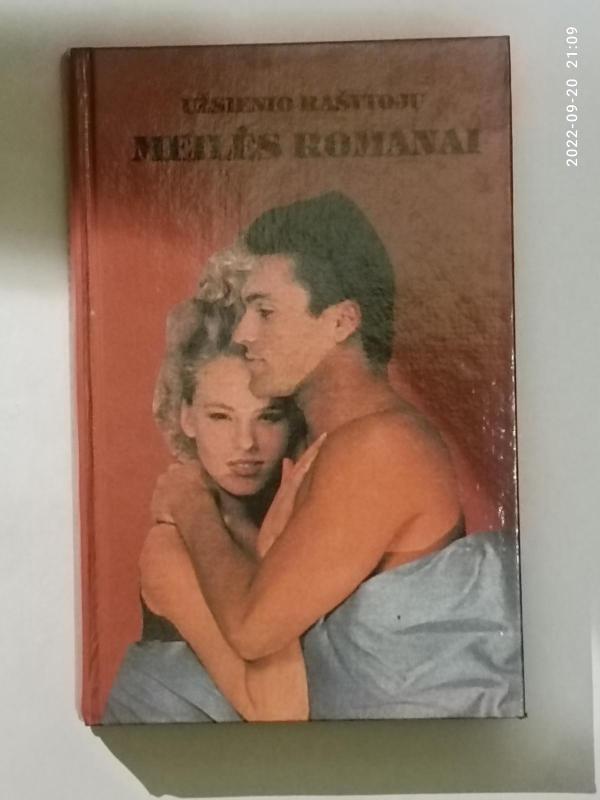 UŽSIENIO RAŠYTOJŲ
MEILĖS ROMANAI
2022-09-20 21:09